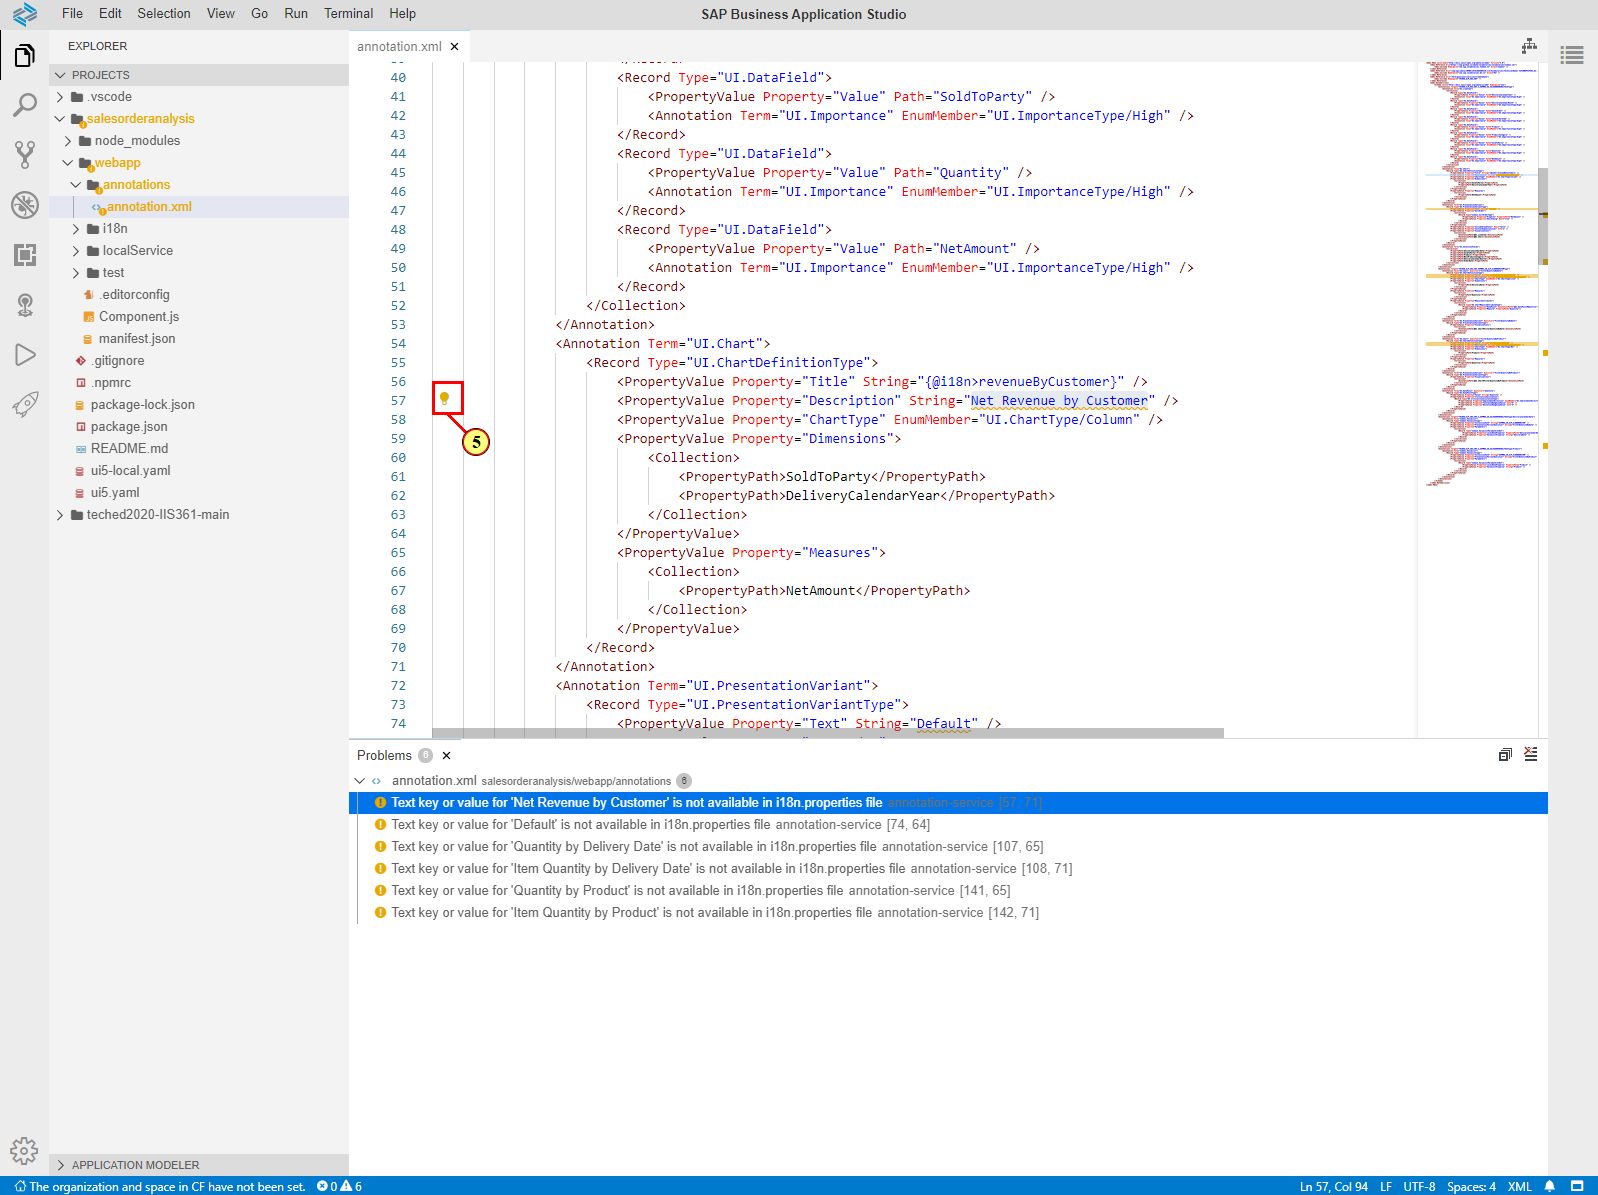 File Edit Selection View Go Run Terminal Help
SAP Business Application Studio
EXPLORER
PROJECTS
.vscode
salesorderanalysis
node_modules
webapp
annotations
annotation.xml
i18n
localService
test
.editorconfig
Component.js
manifest.json
.gitignore
.npmrc
package-lock.json
package.json
README.md
ui5-local.yaml
ui5.yaml
teched2020-IIS361-main
APPLICATION MODELER
annotation.xml
40 <Record Type="UI.DataField">
41 <PropertyValue Property="Value" Path="SoldToParty" />
42 <Annotation Term="UI.Importance" EnumMember="UI.ImportanceType/High" />
43 </Record>
44 <Record Type="UI.DataField">
45 <PropertyValue Property="Value" Path="Quantity" />
46 <Annotation Term="UI.Importance" EnumMember="UI.ImportanceType/High" />
47 </Record>
48 <Record Type="UI.DataField">
49 <PropertyValue Property="Value" Path="NetAmount" />
50 <Annotation Term="UI.Importance" EnumMember="UI.ImportanceType/High" />
51 </Record>
52 </Collection>
53 </Annotation>
54 <Annotation Term="UI.Chart">
55 <Record Type="UI.ChartDefinitionType">
56 <PropertyValue Property="Title" String="{@i18n>revenueByCustomer}" />
57 <PropertyValue Property="Description" String="Net Revenue by Customer" />
58 <PropertyValue Property="ChartType" EnumMember="UI.ChartType/Column" />
5
59 <PropertyValue Property="Dimensions">
60 <Collection>
61 <PropertyPath>SoldToParty</PropertyPath>
62 <PropertyPath>DeliveryCalendarYear</PropertyPath>
63 </Collection>
64 </PropertyValue>
65 <PropertyValue Property="Measures">
66 <Collection>
67 <PropertyPath>NetAmount</PropertyPath>
68 </Collection>
69 </PropertyValue>
70 </Record>
71 </Annotation>
72 <Annotation Term="UI.PresentationVariant">
73 <Record Type="UI.PresentationVariantType">
74 <PropertyValue Property="Text" String="Default" />
Problems 6
annotation.xml salesorderanalysis/webapp/annotations 6
Text key or value for 'Net Revenue by Customer' is not available in i18n.properties file annotation-service [57, 71]
Text key or value for 'Default' is not available in i18n.properties file annotation-service [74, 64]
Text key or value for 'Quantity by Delivery Date' is not available in i18n.properties file annotation-service [107, 65]
Text key or value for 'Item Quantity by Delivery Date' is not available in i18n.properties file annotation-service [108, 71]
Text key or value for 'Quantity by Product' is not available in i18n.properties file annotation-service [141, 65]
Text key or value for 'Item Quantity by Product' is not available in i18n.properties file annotation-service [142, 71]
The organization and space in CF have not been set. 0 6
Ln 57, Col 94 LF UTF-8 Spaces: 4 XML